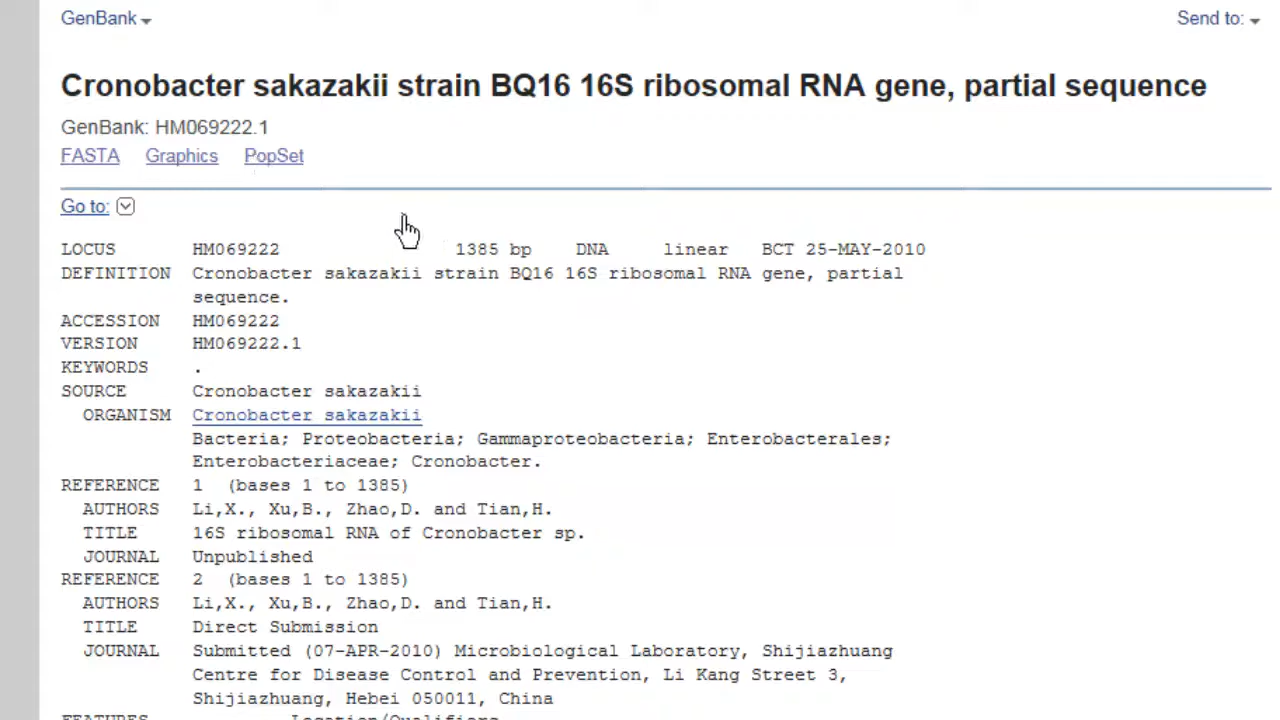 GenBank
Send to:
Cronobacter sakazakii strain BQ16 16S ribosomal RNA gene, partial sequence
GenBank: HM069222.1
FASTA Graphics PopSet
Go to:
LOCUS HM069222 1385 bp DNA linear BCT 25-MAY-2010
DEFINITION Cronobacter sakazakii strain BQ16 16S ribosomal RNA gene, partial
sequence.
ACCESSION HM069222
VERSION HM069222.1
KEYWORDS .
SOURCE Cronobacter sakazakii
ORGANISM Cronobacter sakazakii
Bacteria; Proteobacteria; Gammaproteobacteria; Enterobacterales;
Enterobacteriaceae; Cronobacter.
REFERENCE 1 (bases 1 to 1385)
AUTHORS Li,X., Xu,B., Zhao,D. and Tian,H.
TITLE 16S ribosomal RNA of Cronobacter sp.
JOURNAL Unpublished
REFERENCE 2 (bases 1 to 1385)
AUTHORS Li,X., Xu,B., Zhao,D. and Tian,H.
TITLE Direct Submission
JOURNAL Submitted (07-APR-2010) Microbiological Laboratory, Shijiazhuang
Centre for Disease Control and Prevention, Li Kang Street 3,
Shijiazhuang, Hebei 050011, China
FEATURES Location/Qualifiers